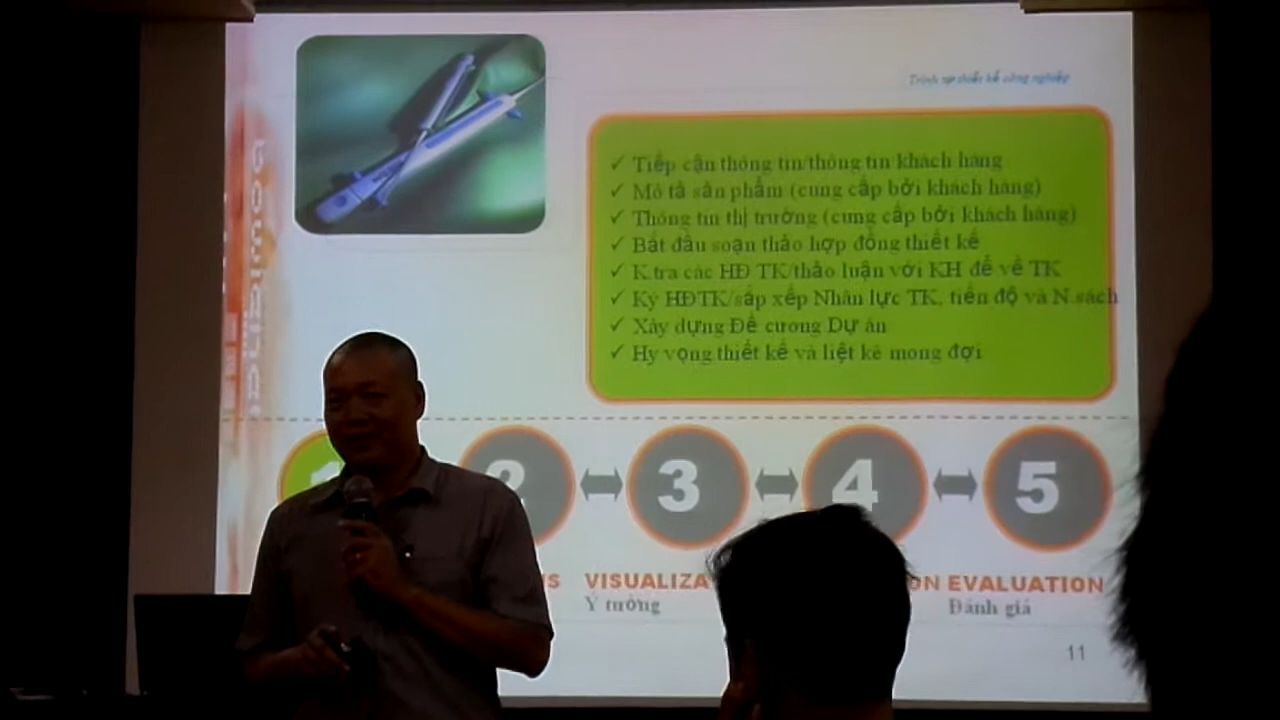 Trình tự thiết kế công nghiệp
✓ Tiếp cận thông tin/thông tin khách hàng
✓ Mô tả sản phẩm (cung cấp bởi khách hàng)
✓ Thông tin thị trường (cung cấp bởi khách hàng)
✓ Bắt đầu soạn thảo hợp đồng thiết kế
✓ K.tra các HĐ TK/thảo luận với KH để về TK
✓ Ký HĐTK/sắp xếp Nhân lực TK, tiến độ và N.sách
✓ Xây dựng Đề cương Dự án
✓ Hy vọng thiết kế và liệt kê mong đợi
1 2 3 4 5
IS VISUALIZA ON EVALUATION
Ý tưởng Đánh giá
11